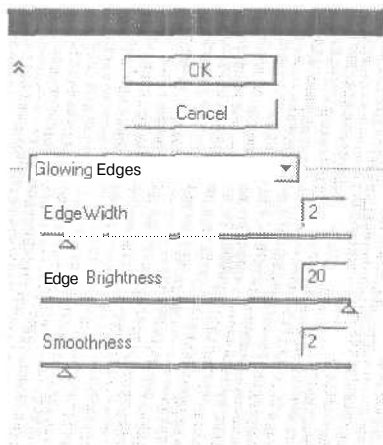 OK
Cancel
Glowing Edges
Edge Width 2
Edge Brightness 20
Smoothness 2